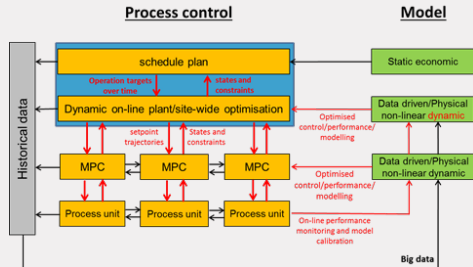 Process control
Model
schedule plan
Static economic
Operation targets
over time
states and
constraints
Dynamic on-line plant/site-wide optimisation
Data driven/Physical
non-linear dynamic
Optimised
control/performance/
modelling
setpoint
trajectories
States and
constraints
Historical data
MPC
MPC
MPC
Data driven/Physical
non-linear dynamic
Optimised
control/performance/
modelling
Process unit
Process unit
Process unit
On-line performance
monitoring and model
calibration
Big data